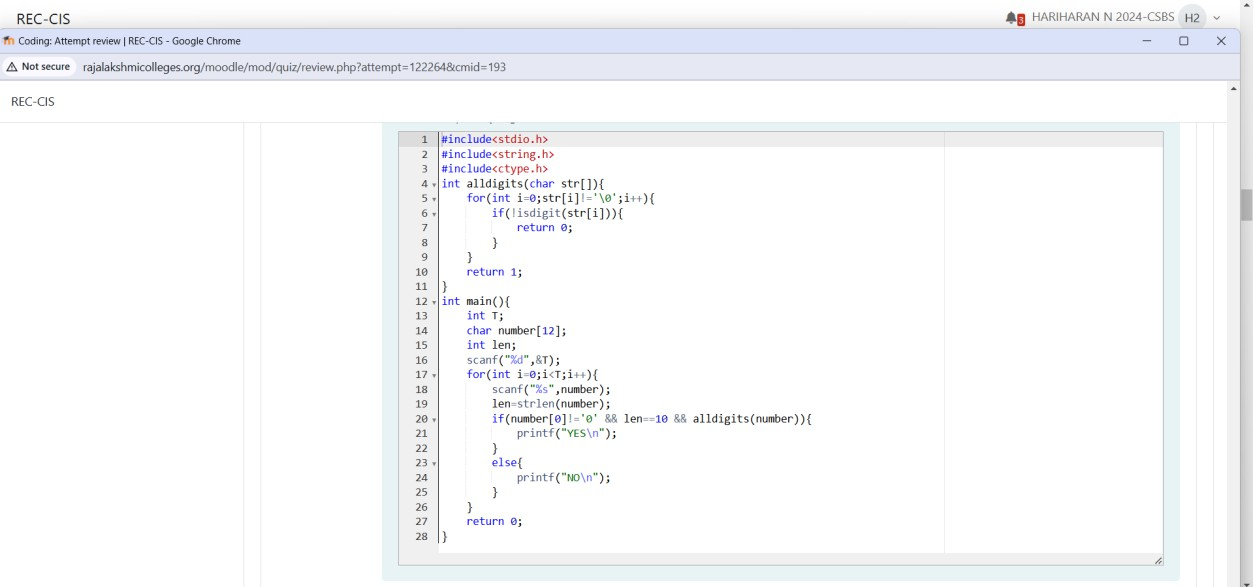 REC-CIS
3 HARIHARAN N 2024-CSBS H2
Coding: Attempt review | REC-CIS - Google Chrome
Not secure rajalakshmicolleges.org/moodle/mod/quiz/review.php?attempt=122264&cmid=193
REC-CIS
1 #include<stdio.h>
2 #include<string.h>
3 #include<ctype.h>
4 int alldigits(char str[]){
5 for(int i=0;str[i]!='\0';i++){
6 if(!isdigit(str[i])){
7 return 0;
8 }
9 }
10 return 1;
11 }
12 int main(){
13 int T;
14 char number[12];
15 int len;
16 scanf("%d",&T);
17 for(int i=0;i<T;i++){
18 scanf("%s",number);
19 len=strlen(number);
20 if(number[0]!='0' && len==10 && alldigits(number)){
21 printf("YES\n");
22 }
23 else{
24 printf("NO\n");
25 }
26 }
27 return 0;
28 }